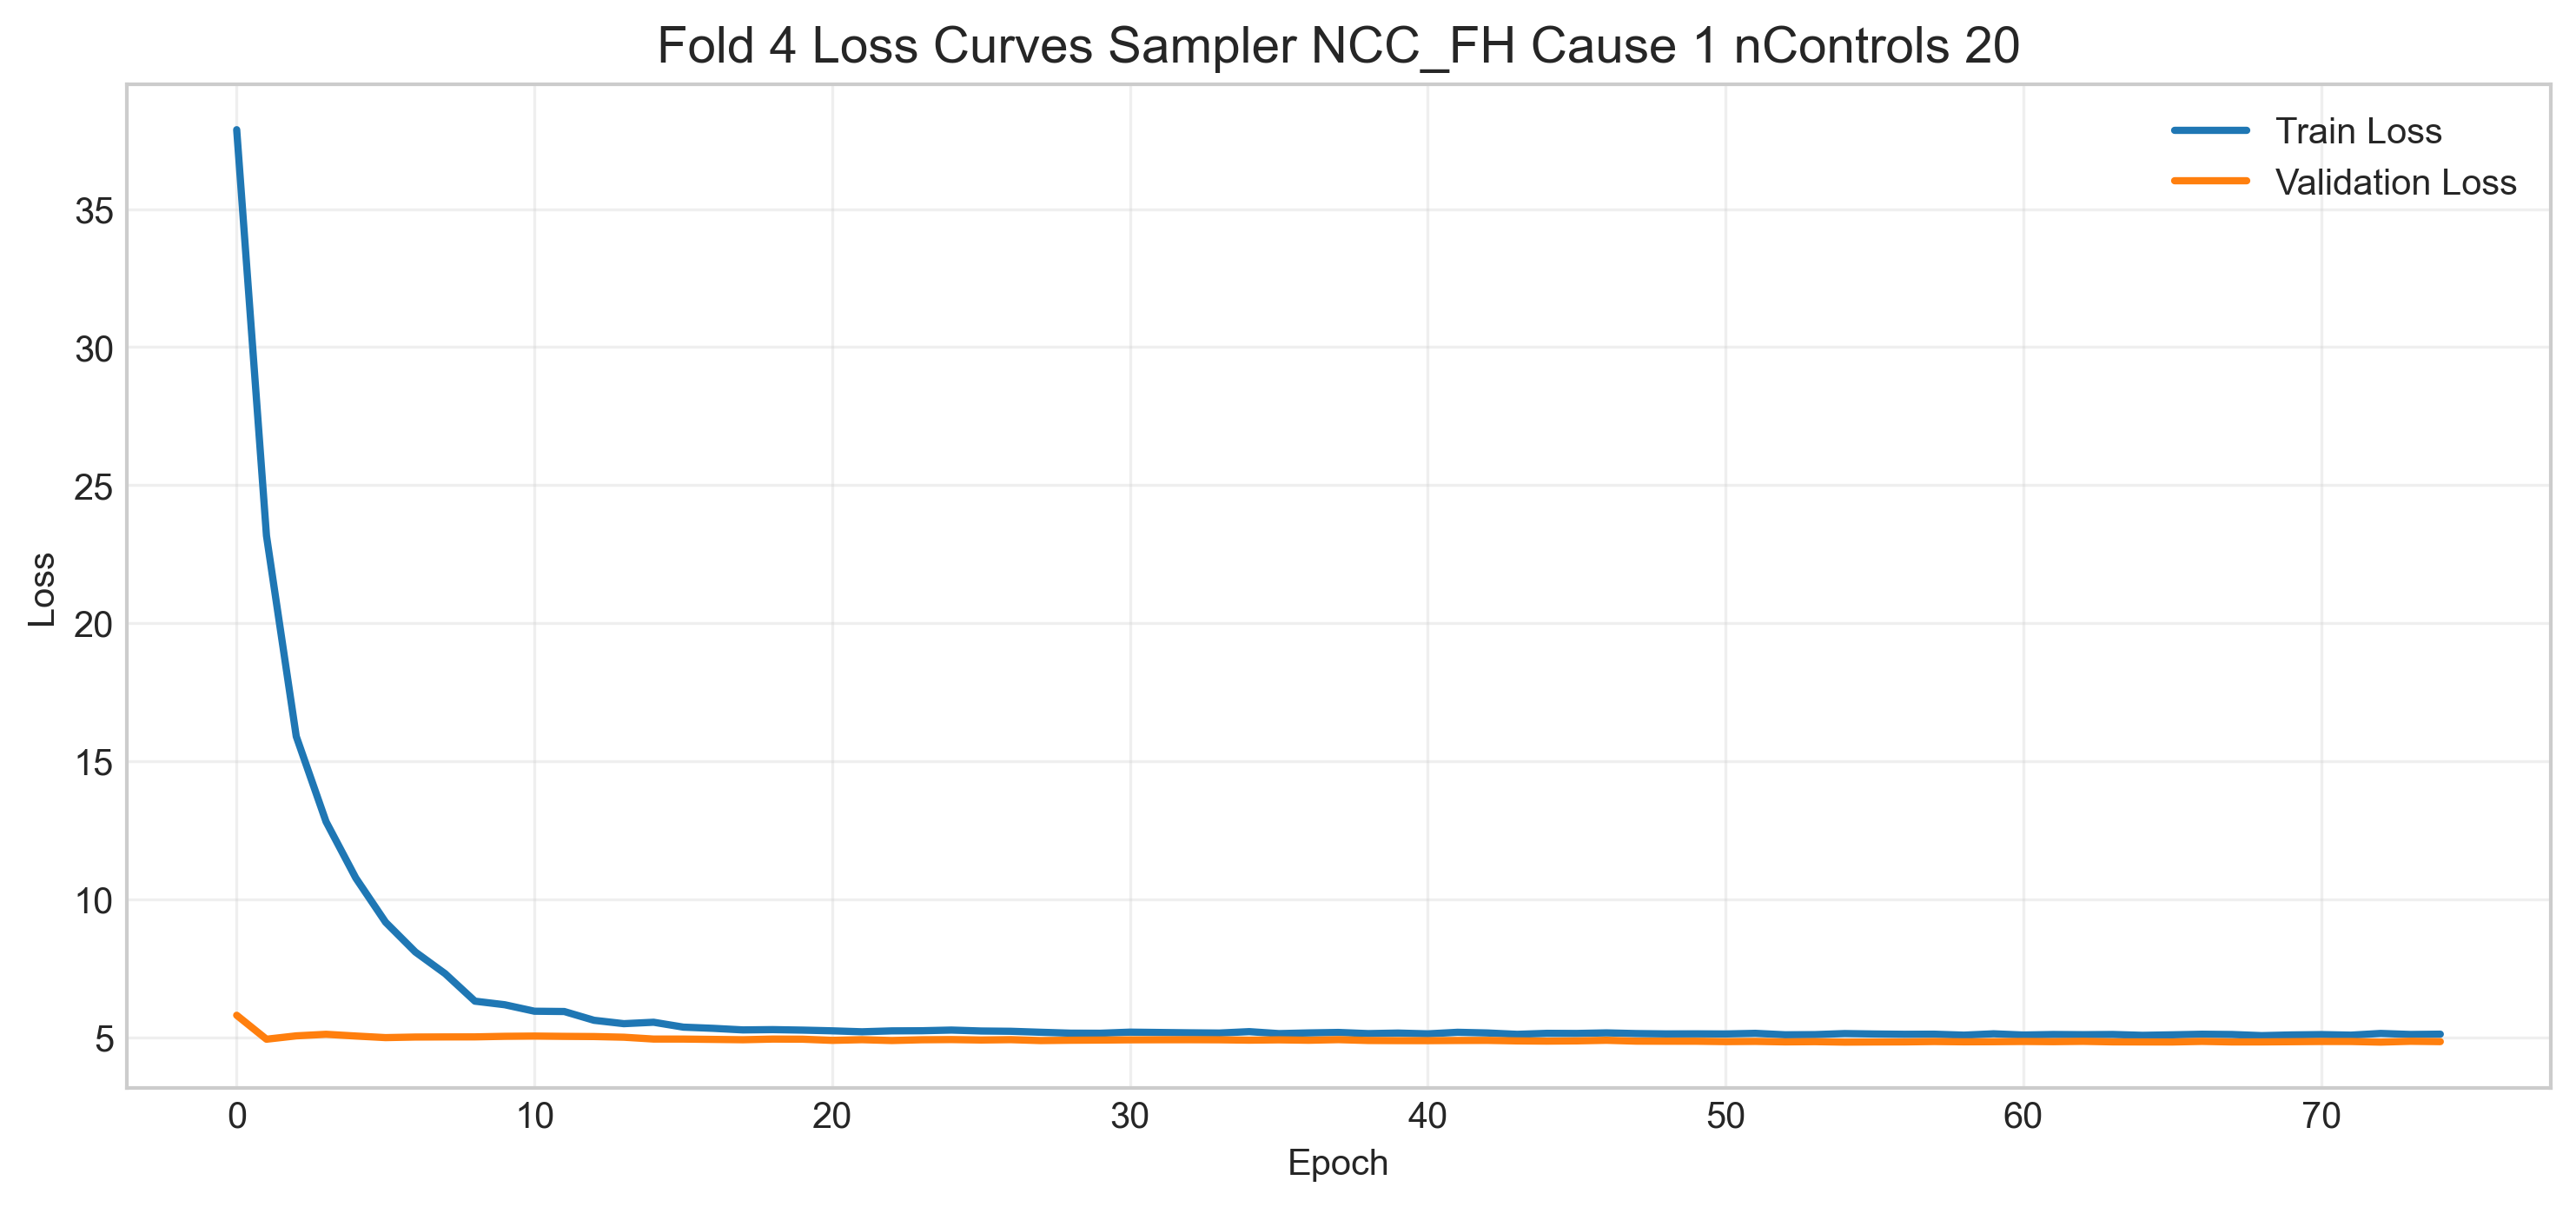 Fold 4 Loss Curves Sampler NCC_FH Cause 1 nControls 20
Train Loss
Validation Loss
Loss
35
30
25
20
15
10
5
0 10 20 30 40 50 60 70
Epoch